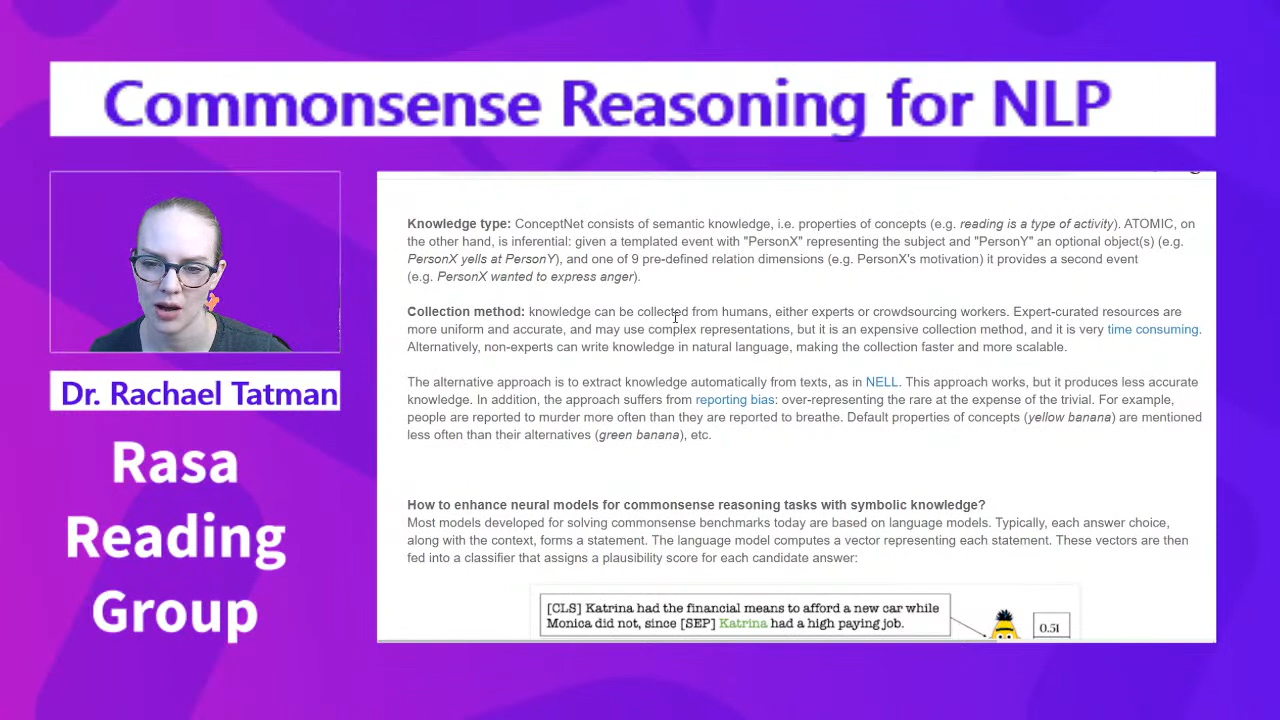 Commonsense Reasoning for NLP
Dr. Rachael Tatman
Rasa
Reading
Group
Knowledge type: ConceptNet consists of semantic knowledge, i.e. properties of concepts (e.g. reading is a type of activity). ATOMIC, on
the other hand, is inferential: given a templated event with "PersonX" representing the subject and "PersonY" an optional object(s) (e.g.
PersonX yells at PersonY), and one of 9 pre-defined relation dimensions (e.g. PersonX's motivation) it provides a second event
(e.g. PersonX wanted to express anger).
Collection method: knowledge can be collected from humans, either experts or crowdsourcing workers. Expert-curated resources are
more uniform and accurate, and may use complex representations, but it is an expensive collection method, and it is very time consuming.
Alternatively, non-experts can write knowledge in natural language, making the collection faster and more scalable.
The alternative approach is to extract knowledge automatically from texts, as in NELL. This approach works, but it produces less accurate
knowledge. In addition, the approach suffers from reporting bias: over-representing the rare at the expense of the trivial. For example,
people are reported to murder more often than they are reported to breathe. Default properties of concepts (yellow banana) are mentioned
less often than their alternatives (green banana), etc.
How to enhance neural models for commonsense reasoning tasks with symbolic knowledge?
Most models developed for solving commonsense benchmarks today are based on language models. Typically, each answer choice,
along with the context, forms a statement. The language model computes a vector representing each statement. These vectors are then
fed into a classifier that assigns a plausibility score for each candidate answer:
[CLS] Katrina had the financial means to afford a new car while
Monica did not, since [SEP] Katrina had a high paying job.
0.51